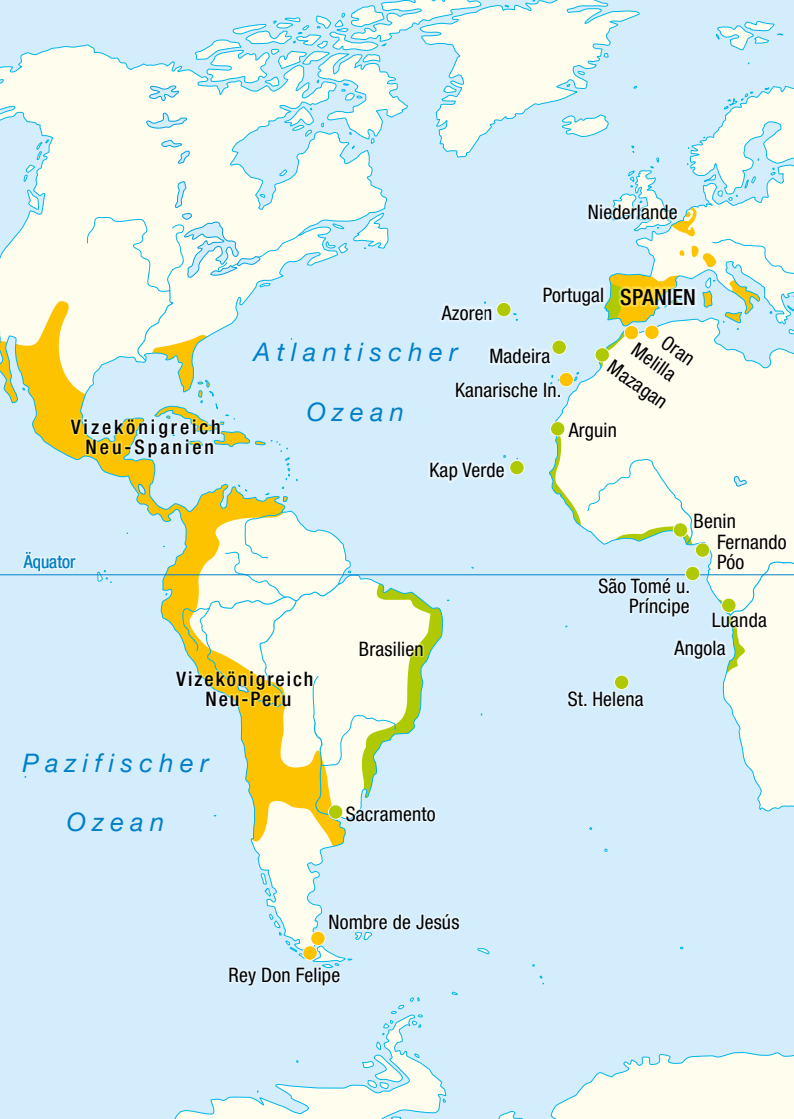 Niederlande
Portugal
SPANIEN
Azoren
Atlantischer
Ozean
Madeira
Oran
Melilla
Mazagan
Kanarische In.
Vizekönigreich
Neu-Spanien
Arguin
Kap Verde
Benin
Fernando
Póo
Äquator
São Tomé u.
Príncipe
Luanda
Angola
Brasilien
Vizekönigreich
Neu-Peru
St. Helena
Pazifischer
Ozean
Sacramento
Nombre de Jesús
Rey Don Felipe